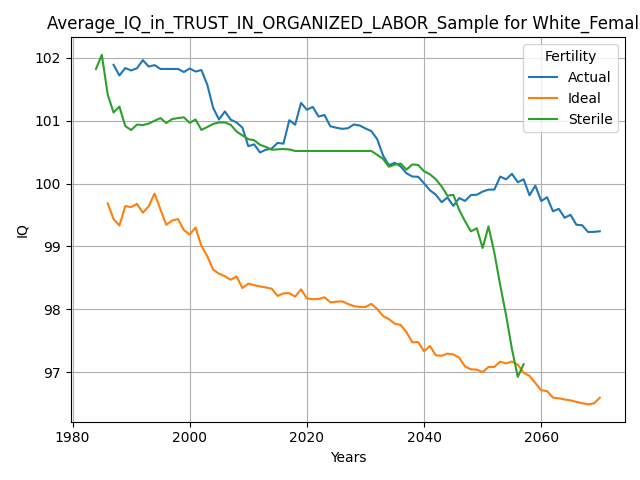 Average_IQ_in_TRUST_IN_ORGANIZED_LABOR_Sample for White_Femal
102
101
100
99
98
97
IQ
Fertility
Actual
Ideal
Sterile
1980
2000
2020
2040
2060
Years